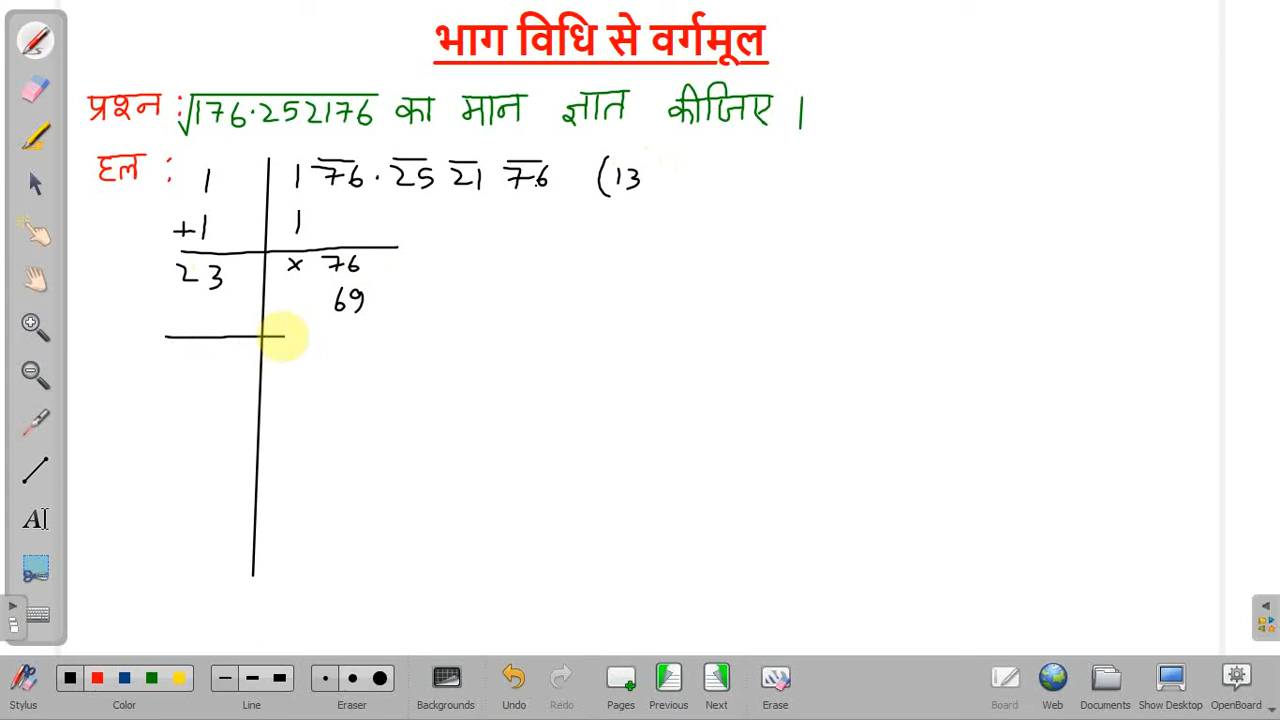 भाग विधि से वर्गमूल
प्रश्न : √176.252176 का मान ज्ञात कीजिए ।
हल : 1 1 76 . 25 21 76 (13
+1 1
23 × 76
69
Stylus Color Line Eraser Backgrounds Undo Redo Pages Previous Next Erase Board Web Documents Show Desktop OpenBoard